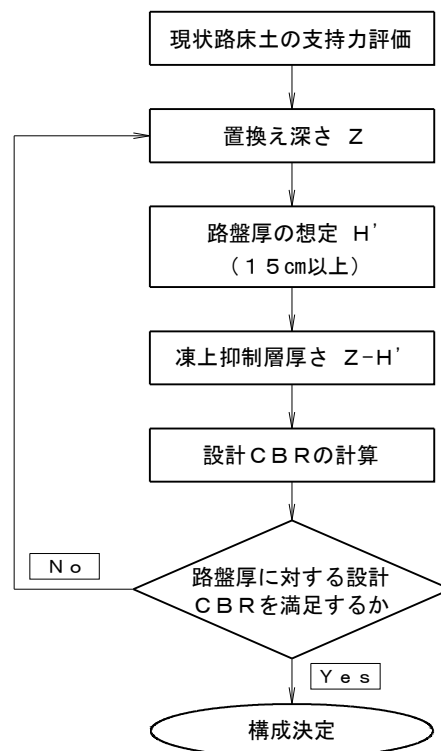 現状路床土の支持力評価
置換え深さ Ｚ
路盤厚の想定 Ｈ'
（１５㎝以上）
凍上抑制層厚さ Ｚ-Ｈ'
設計ＣＢＲの計算
Ｎｏ
路盤厚に対する設計
ＣＢＲを満足するか
Ｙｅｓ
構成決定